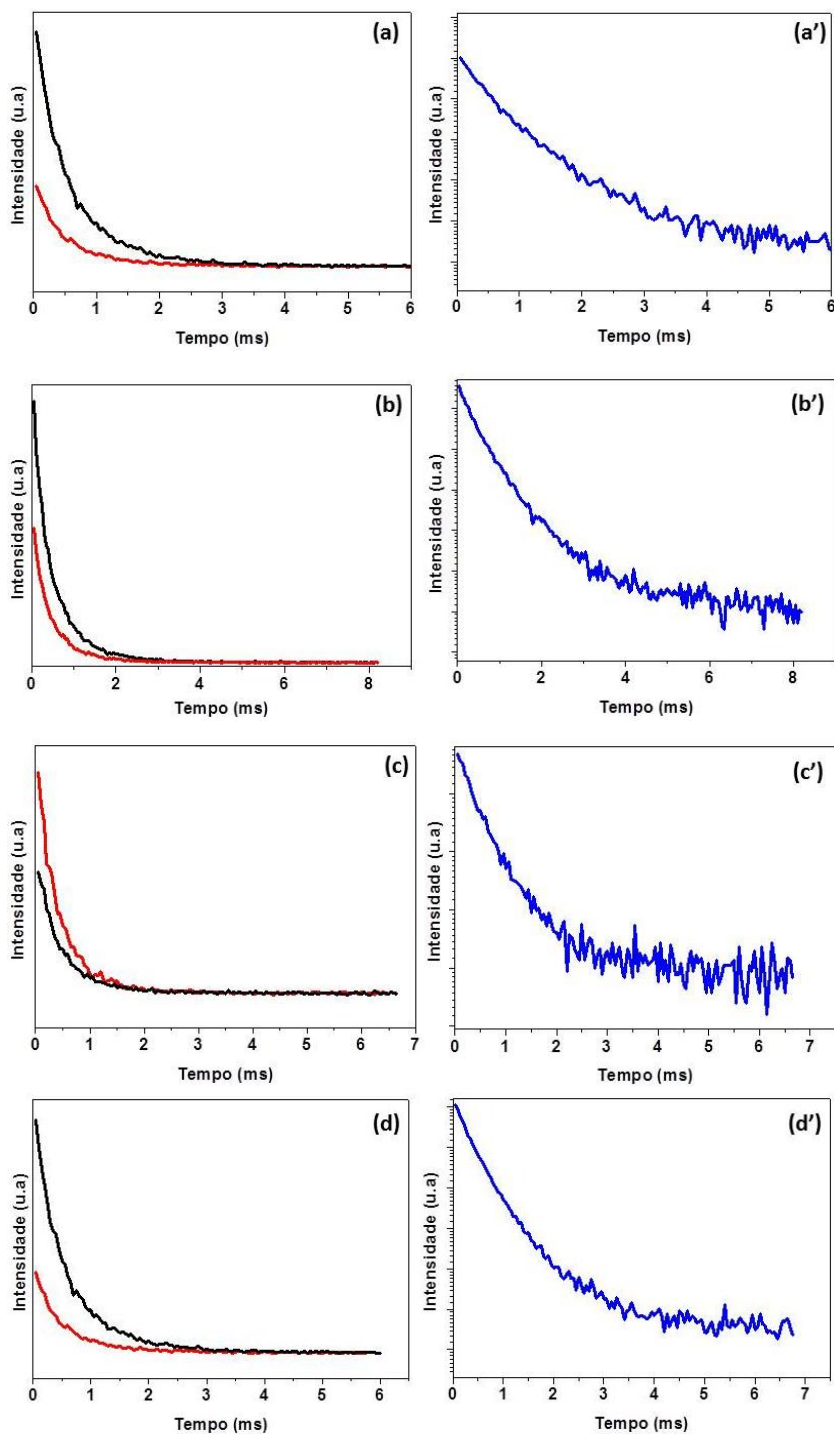 (a)
Intensidade (u.a)
0 1 2 3 4 5 6
Tempo (ms)
(a’)
Intensidade (u.a)
0 1 2 3 4 5 6
Tempo (ms)
(b)
Intensidade (u.a)
0 2 4 6 8
Tempo (ms)
(b’)
Intensidade (u.a)
0 2 4 6 8
Tempo (ms)
(c)
Intensidade (u.a)
0 1 2 3 4 5 6 7
Tempo (ms)
(c’)
Intensidade (u.a)
0 1 2 3 4 5 6 7
Tempo (ms)
(d)
Intensidade (u.a)
0 1 2 3 4 5 6
Tempo (ms)
(d’)
Intensidade (u.a)
0 1 2 3 4 5 6 7
Tempo (ms)